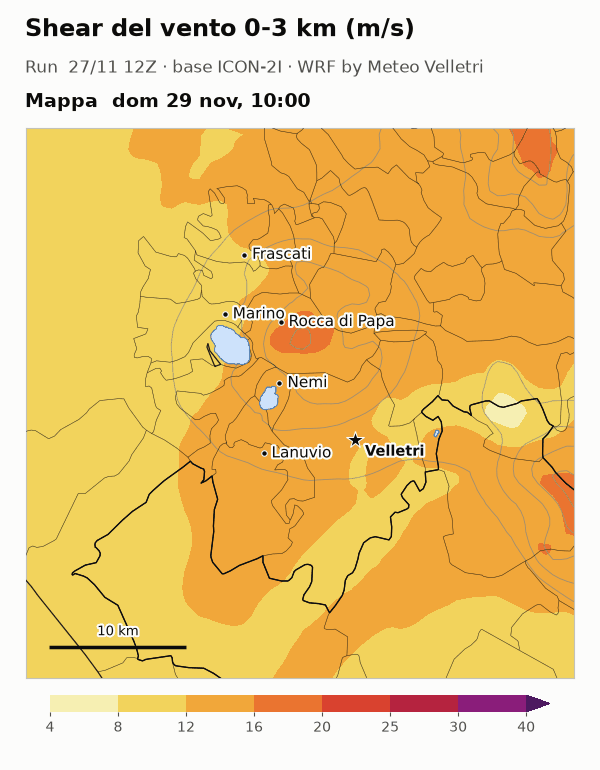 Shear del vento 0-3 km (m/s)
Run  27/11 12Z · base ICON-2I · WRF by Meteo Velletri
Mappa  dom 29 nov, 10:00
Frascati
Marino
Rocca di Papa
Nemi
Velletri
Lanuvio
10 km
4 8 12 16 20 25 30 40